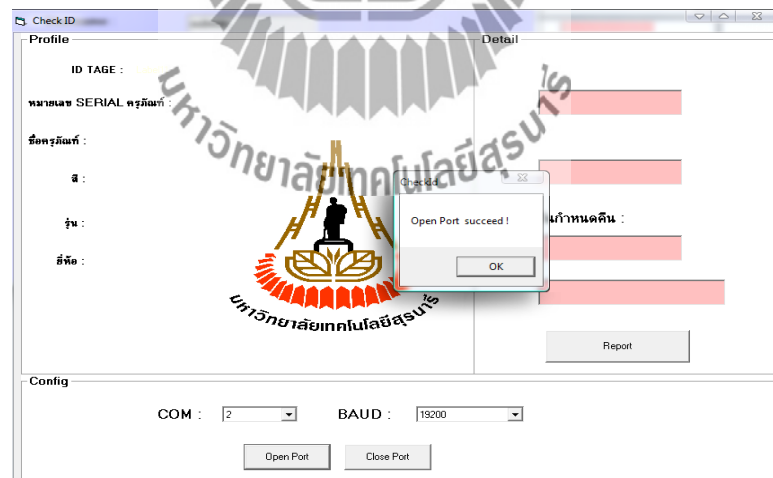 Check ID
Profile
Detail
ID TAGE :
หมายเลข SERIAL ครุภัณฑ์ :
ชื่อครุภัณฑ์ :
สี :
รุ่น :
ยี่ห้อ :
มหาวิทยาลัยเทคโนโลยีสุรนารี
มหาวิทยาลัยเทคโนโลยีสุรนารี
CheckId
Open Port succeed !
OK
นกำหนดคืน :
Report
Config
COM : 2
BAUD : 19200
Open Port
Close Port